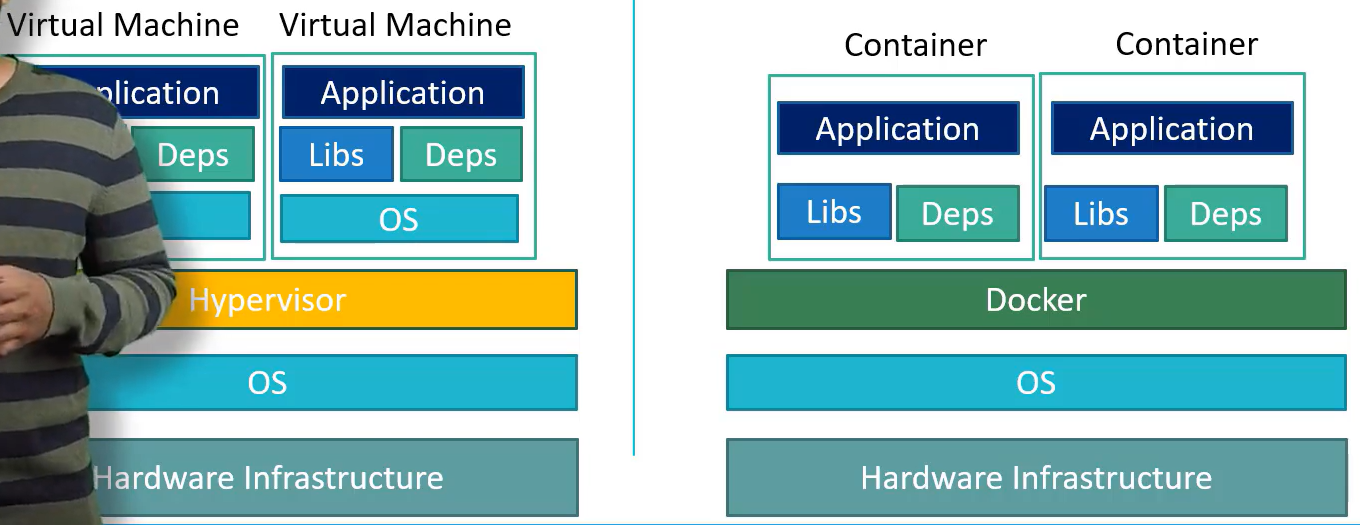 Virtual Machine
Virtual Machine
plication
Deps
Application
Libs
Deps
OS
Hypervisor
OS
Hardware Infrastructure
Container
Container
Application
Libs
Deps
Application
Libs
Deps
Docker
OS
Hardware Infrastructure